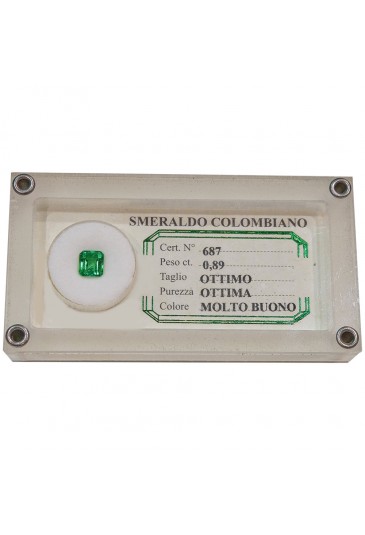 SMERALDO COLOMBIANO
Cert. N° 687
Peso ct. 0,89
Taglio OTTIMO
Purezza OTTIMA
Colore MOLTO BUONO